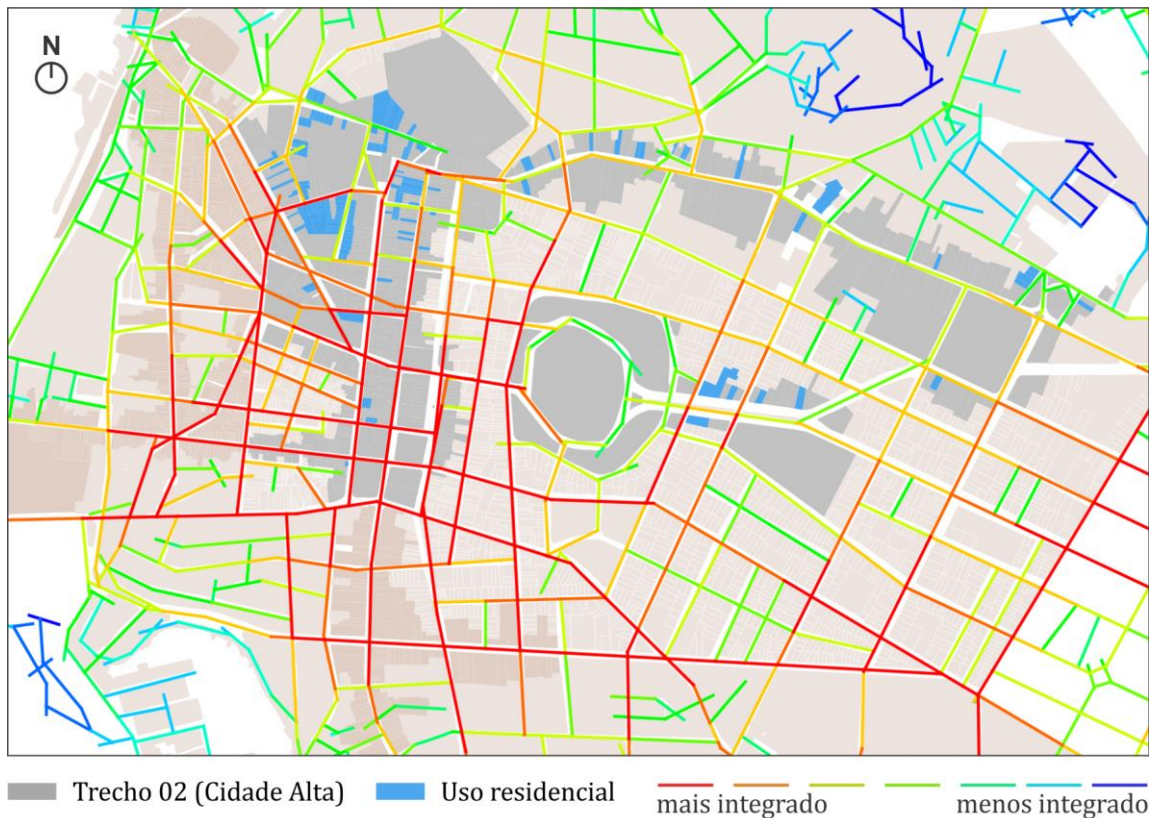 N
Trecho 02 (Cidade Alta)
Uso residencial
mais integrado
menos integrado